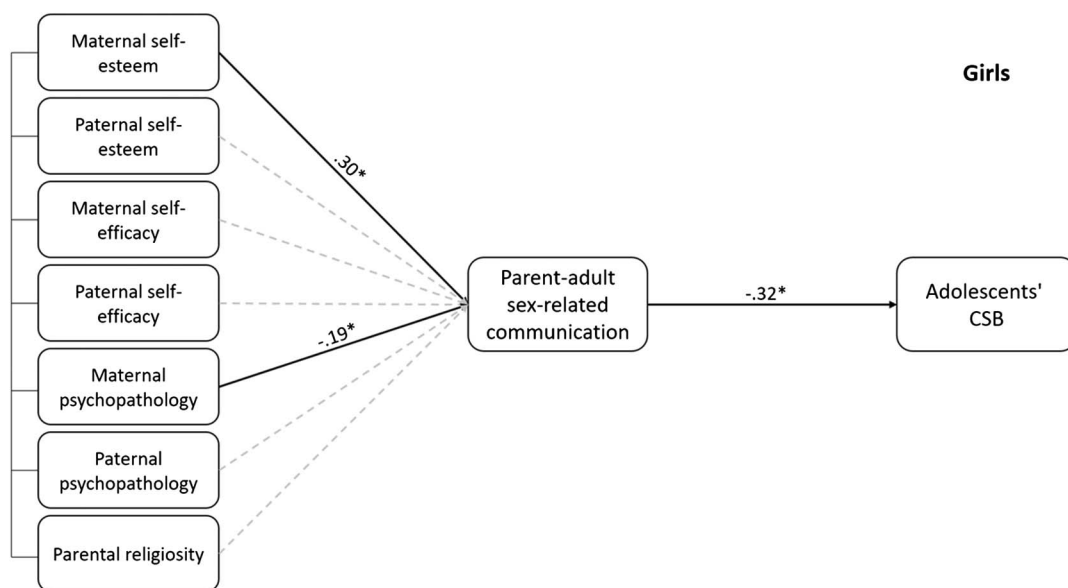 Maternal self-
esteem
Girls
Paternal self-
esteem
.30*
Maternal self-
efficacy
Paternal self-
efficacy
Parent-adult
sex-related
communication
-.32*
Adolescents'
CSB
-.19*
Maternal
psychopathology
Paternal
psychopathology
Parental religiosity